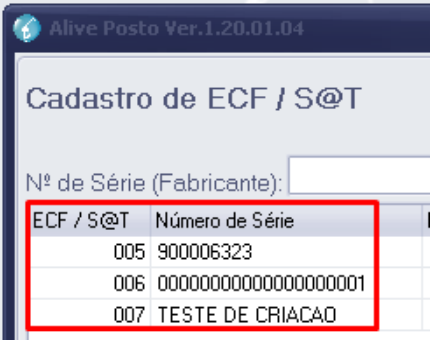 Alive Posto Ver.1.20.01.04
Cadastro de ECF / S@T
Nº de Série (Fabricante):
ECF / S@T Número de Série
005 900006323
006 00000000000000000001
007 TESTE DE CRIACAO